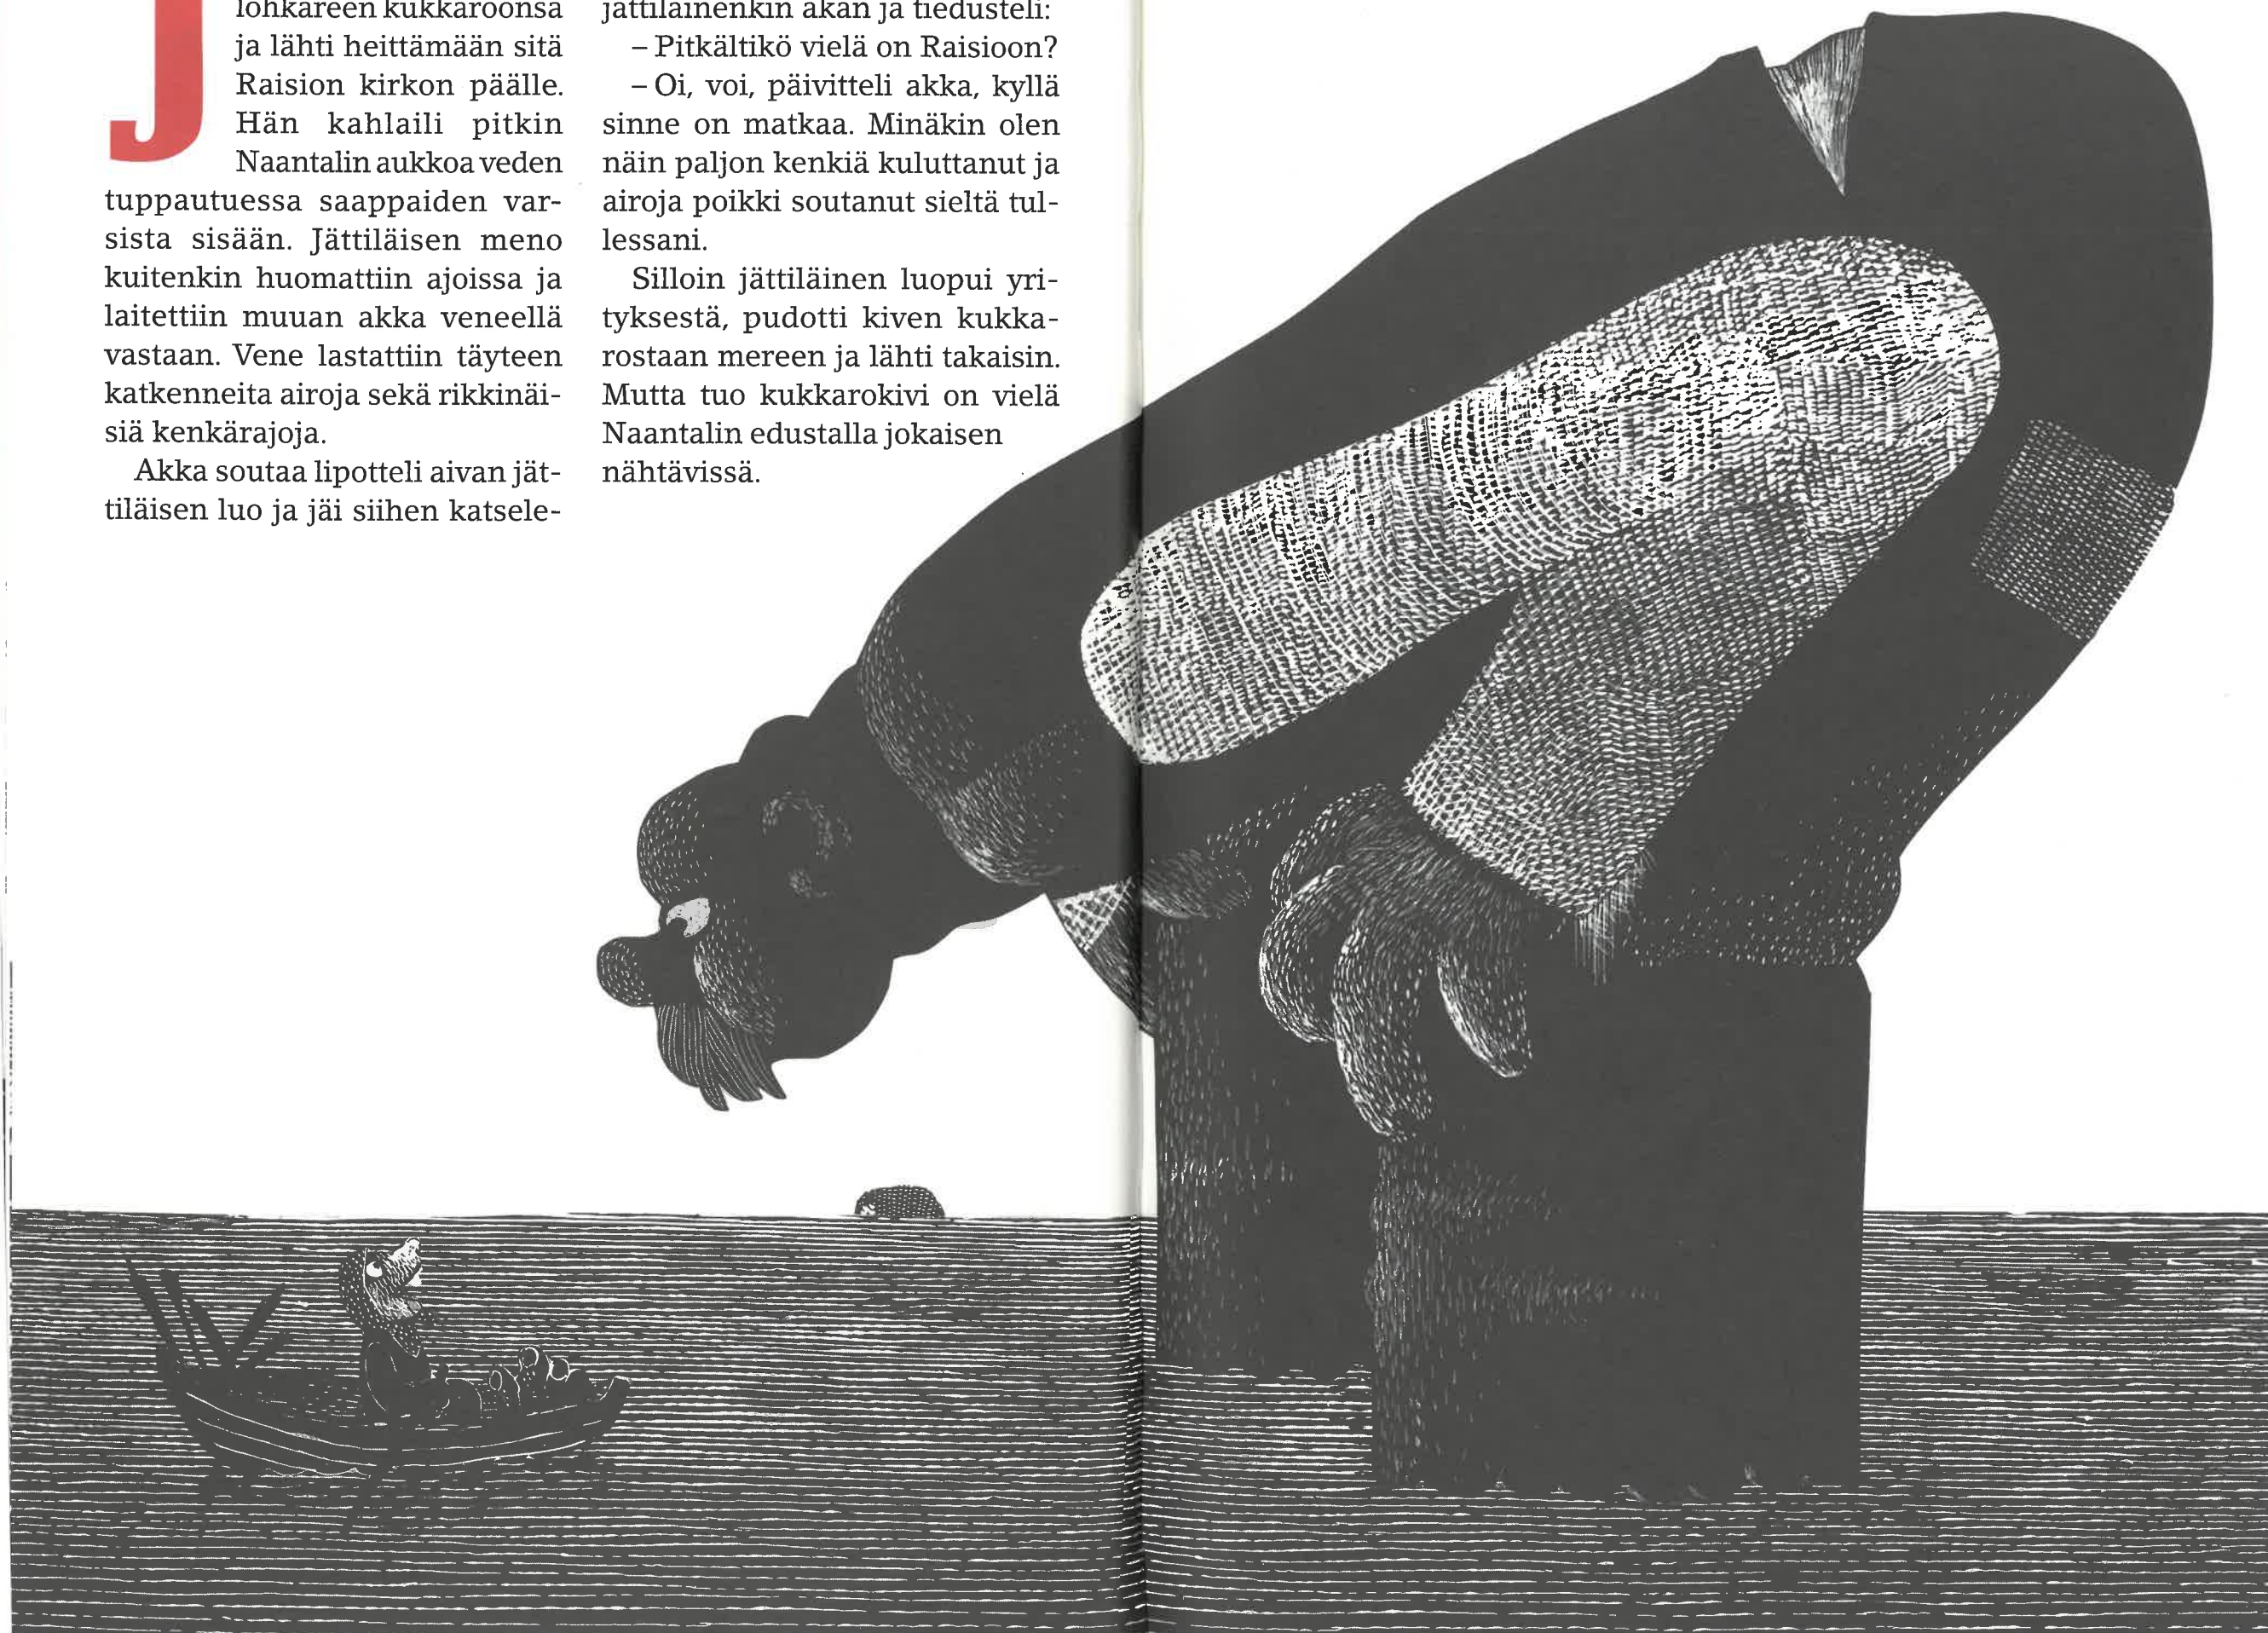 J
lohkareen kukkaroonsa
ja lähti heittämään sitä
Raision kirkon päälle.
Hän kahlaili pitkin
Naantalin aukkoa veden
tuppautuessa saappaiden var-
sista sisään. Jättiläisen meno
kuitenkin huomattiin ajoissa ja
laitettiin muuan akka veneellä
vastaan. Vene lastattiin täyteen
katkenneita airoja sekä rikkinäi-
siä kenkärajoja.
Akka soutaa lipotteli aivan jät-
tiläisen luo ja jäi siihen katsele-
jättiläinenkin akan ja tiedusteli:
– Pitkältikö vielä on Raisioon?
– Oi, voi, päivitteli akka, kyllä
sinne on matkaa. Minäkin olen
näin paljon kenkiä kuluttanut ja
airoja poikki soutanut sieltä tul-
lessani.
Silloin jättiläinen luopui yri-
tyksestä, pudotti kiven kukka-
rostaan mereen ja lähti takaisin.
Mutta tuo kukkarokivi on vielä
Naantalin edustalla jokaisen
nähtävissä.